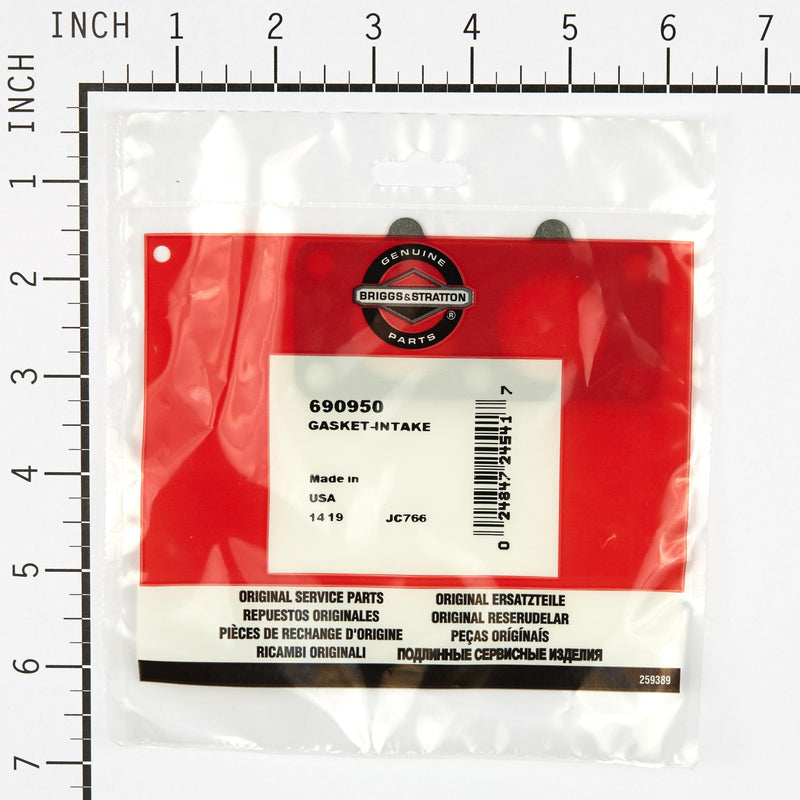 INCH 1 2 3 4 5 6 7
INCH
1
2
3
4
5
6
7
GENUINE
BRIGGS&STRATTON
®
PARTS
690950
GASKET-INTAKE
Made in
USA
14 19 JC766
0 24847 24541 7
ORIGINAL SERVICE PARTS
REPUESTOS ORIGINALES
PIÈCES DE RECHANGE D'ORIGINE
RICAMBI ORIGINALI
ORIGINAL ERSATZTEILE
ORIGINAL RESERUDELAR
PEÇAS ORIGÍNAIS
ПОДЛИННЫЕ СЕРВИСНЫЕ ИЗДЕЛИЯ
259389